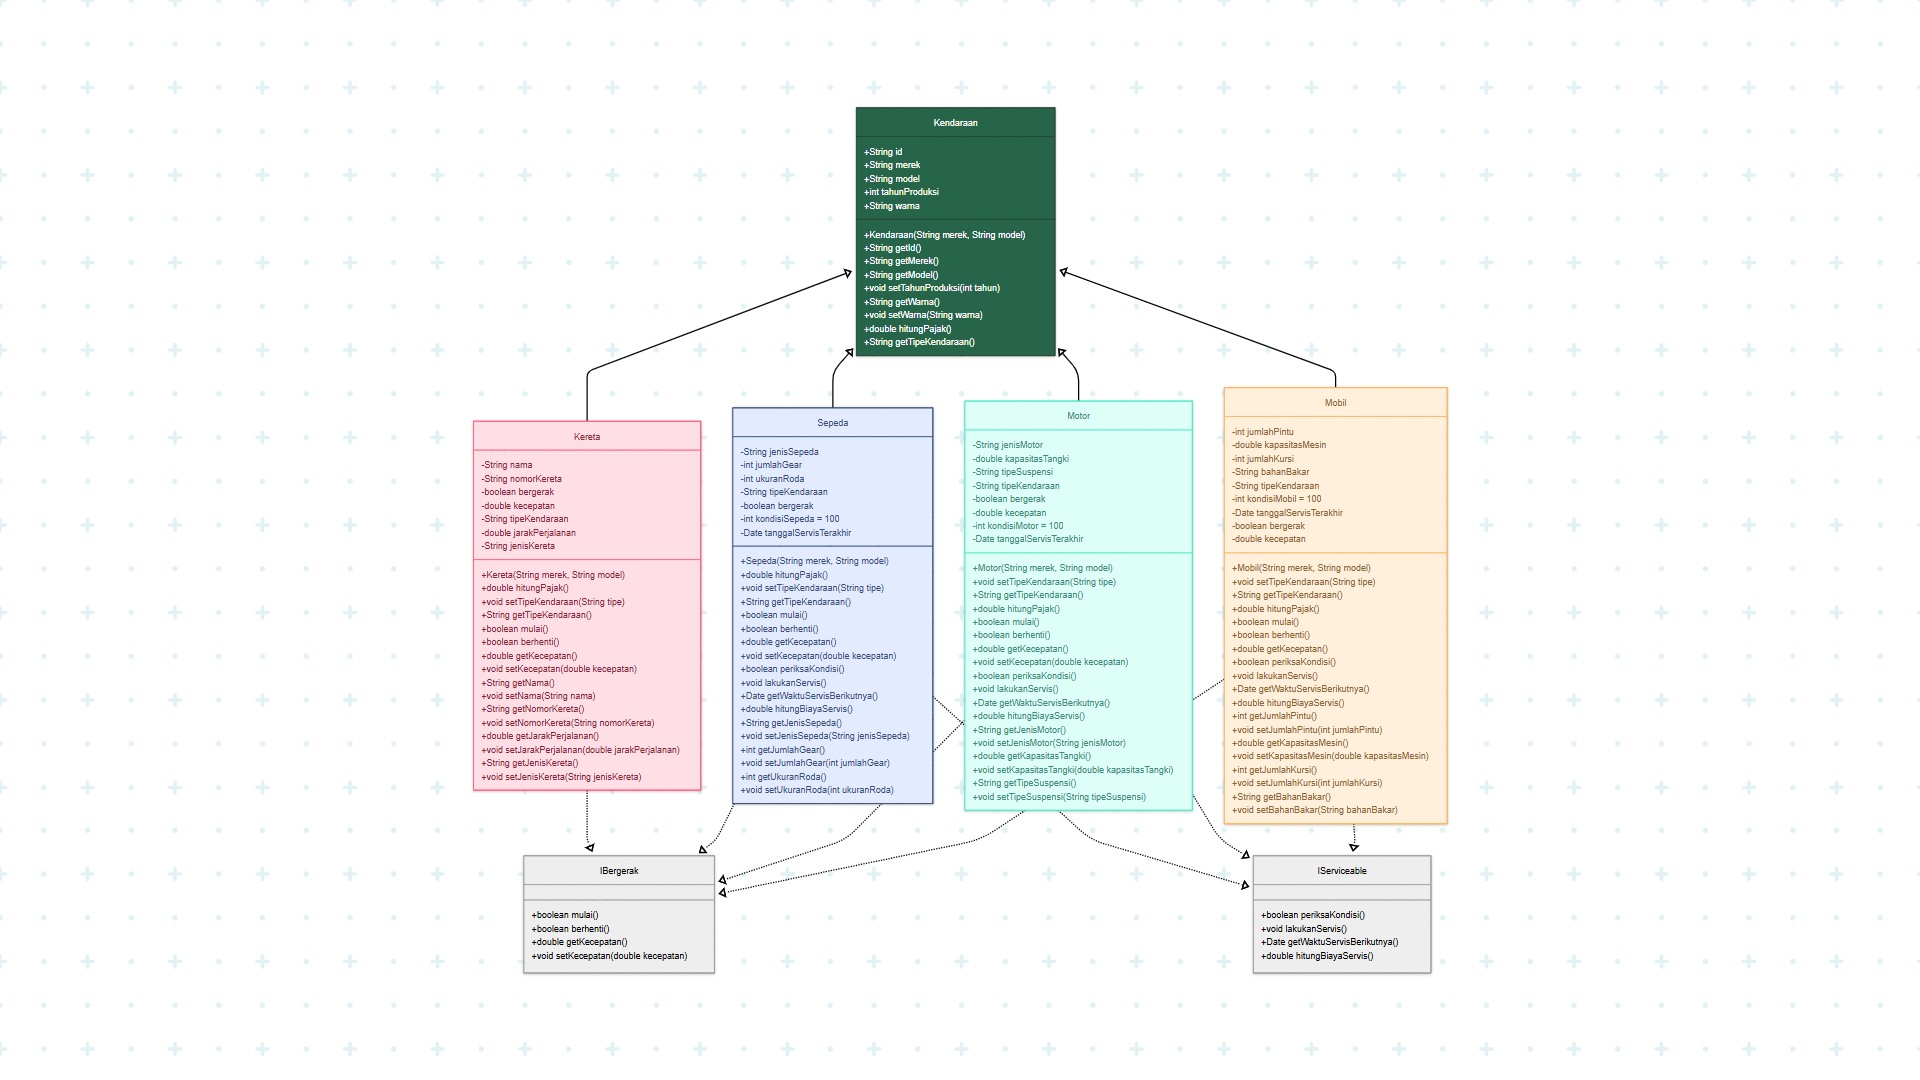 Kendaraan
+String id
+String merek
+String model
+int tahunProduksi
+String warna
+Kendaraan(String merek, String model)
+String getId()
+String getMerek()
+String getModel()
+void setTahunProduksi(int tahun)
+String getWarna()
+void setWarna(String warna)
+double hitungPajak()
+String getTipeKendaraan()
Kereta
-String nama
-String nomorKereta
-boolean bergerak
-double kecepatan
-String tipeKendaraan
-double jarakPerjalanan
-String jenisKereta
+Kereta(String merek, String model)
+double hitungPajak()
+void setTipeKendaraan(String tipe)
+String getTipeKendaraan()
+boolean mulai()
+boolean berhenti()
+double getKecepatan()
+void setKecepatan(double kecepatan)
+String getNama()
+void setNama(String nama)
+String getNomorKereta()
+void setNomorKereta(String nomorKereta)
+double getJarakPerjalanan()
+void setJarakPerjalanan(double jarakPerjalanan)
+String getJenisKereta()
+void setJenisKereta(String jenisKereta)
Sepeda
-String jenisSepeda
-int jumlahGear
-int ukuranRoda
-String tipeKendaraan
-boolean bergerak
-int kondisiSepeda = 100
-Date tanggalServisTerakhir
+Sepeda(String merek, String model)
+double hitungPajak()
+void setTipeKendaraan(String tipe)
+String getTipeKendaraan()
+boolean mulai()
+boolean berhenti()
+double getKecepatan()
+void setKecepatan(double kecepatan)
+boolean periksaKondisi()
+void lakukanServis()
+Date getWaktuServisBerikutnya()
+double hitungBiayaServis()
+String getJenisSepeda()
+void setJenisSepeda(String jenisSepeda)
+int getJumlahGear()
+void setJumlahGear(int jumlahGear)
+int getUkuranRoda()
+void setUkuranRoda(int ukuranRoda)
Motor
-String jenisMotor
-double kapasitasTangki
-String tipeSuspensi
-String tipeKendaraan
-boolean bergerak
-double kecepatan
-int kondisiMotor = 100
-Date tanggalServisTerakhir
+Motor(String merek, String model)
+void setTipeKendaraan(String tipe)
+String getTipeKendaraan()
+double hitungPajak()
+boolean mulai()
+boolean berhenti()
+double getKecepatan()
+void setKecepatan(double kecepatan)
+boolean periksaKondisi()
+void lakukanServis()
+Date getWaktuServisBerikutnya()
+double hitungBiayaServis()
+String getJenisMotor()
+void setJenisMotor(String jenisMotor)
+double getKapasitasTangki()
+void setKapasitasTangki(double kapasitasTangki)
+String getTipeSuspensi()
+void setTipeSuspensi(String tipeSuspensi)
Mobil
-int jumlahPintu
-double kapasitasMesin
-int jumlahKursi
-String bahanBakar
-String tipeKendaraan
-int kondisiMobil = 100
-Date tanggalServisTerakhir
-boolean bergerak
-double kecepatan
+Mobil(String merek, String model)
+void setTipeKendaraan(String tipe)
+String getTipeKendaraan()
+double hitungPajak()
+boolean mulai()
+boolean berhenti()
+double getKecepatan()
+boolean periksaKondisi()
+void lakukanServis()
+Date getWaktuServisBerikutnya()
+double hitungBiayaServis()
+int getJumlahPintu()
+void setJumlahPintu(int jumlahPintu)
+double getKapasitasMesin()
+void setKapasitasMesin(double kapasitasMesin)
+int getJumlahKursi()
+void setJumlahKursi(int jumlahKursi)
+String getBahanBakar()
+void setBahanBakar(String bahanBakar)
IBergerak
+boolean mulai()
+boolean berhenti()
+double getKecepatan()
+void setKecepatan(double kecepatan)
IServiceable
+boolean periksaKondisi()
+void lakukanServis()
+Date getWaktuServisBerikutnya()
+double hitungBiayaServis()